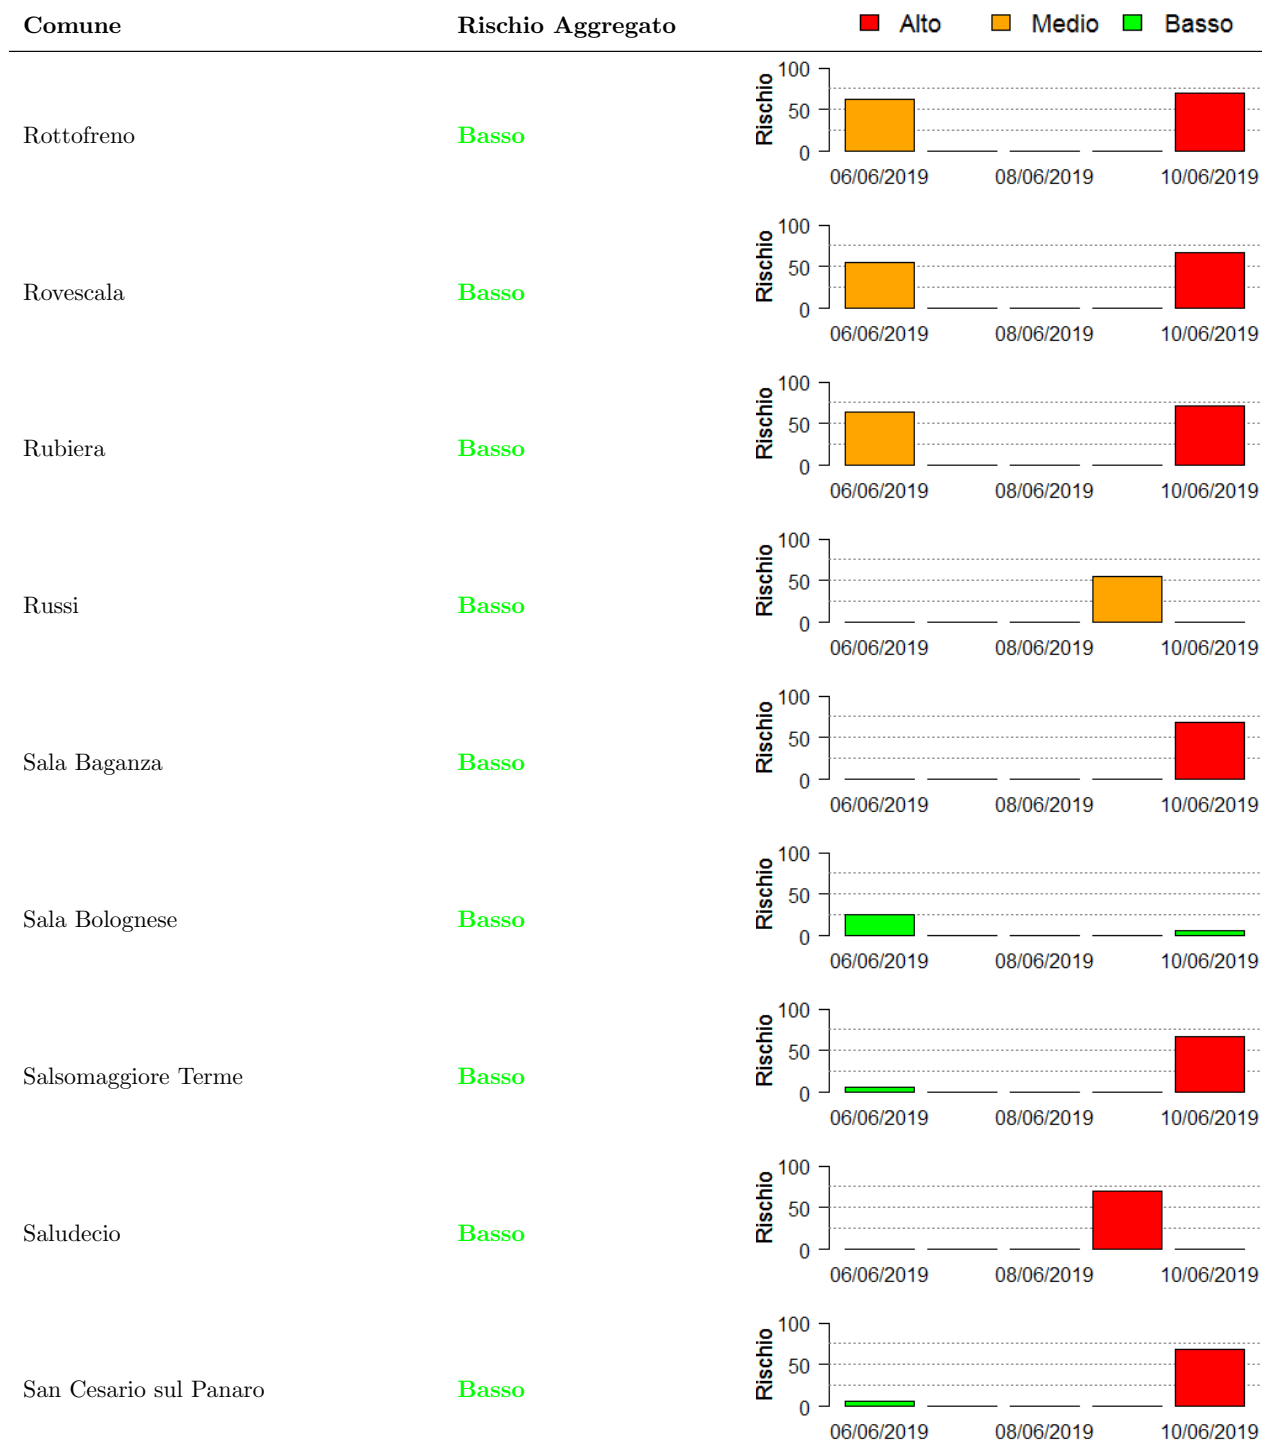 Comune Rischio Aggregato Alto Medio Basso
Rottofreno Basso
Rischio
100
50
0
06/06/2019 08/06/2019 10/06/2019
Rovescala Basso
Rischio
100
50
0
06/06/2019 08/06/2019 10/06/2019
Rubiera Basso
Rischio
100
50
0
06/06/2019 08/06/2019 10/06/2019
Russi Basso
Rischio
100
50
0
06/06/2019 08/06/2019 10/06/2019
Sala Baganza Basso
Rischio
100
50
0
06/06/2019 08/06/2019 10/06/2019
Sala Bolognese Basso
Rischio
100
50
0
06/06/2019 08/06/2019 10/06/2019
Salsomaggiore Terme Basso
Rischio
100
50
0
06/06/2019 08/06/2019 10/06/2019
Saludecio Basso
Rischio
100
50
0
06/06/2019 08/06/2019 10/06/2019
San Cesario sul Panaro Basso
Rischio
100
50
0
06/06/2019 08/06/2019 10/06/2019